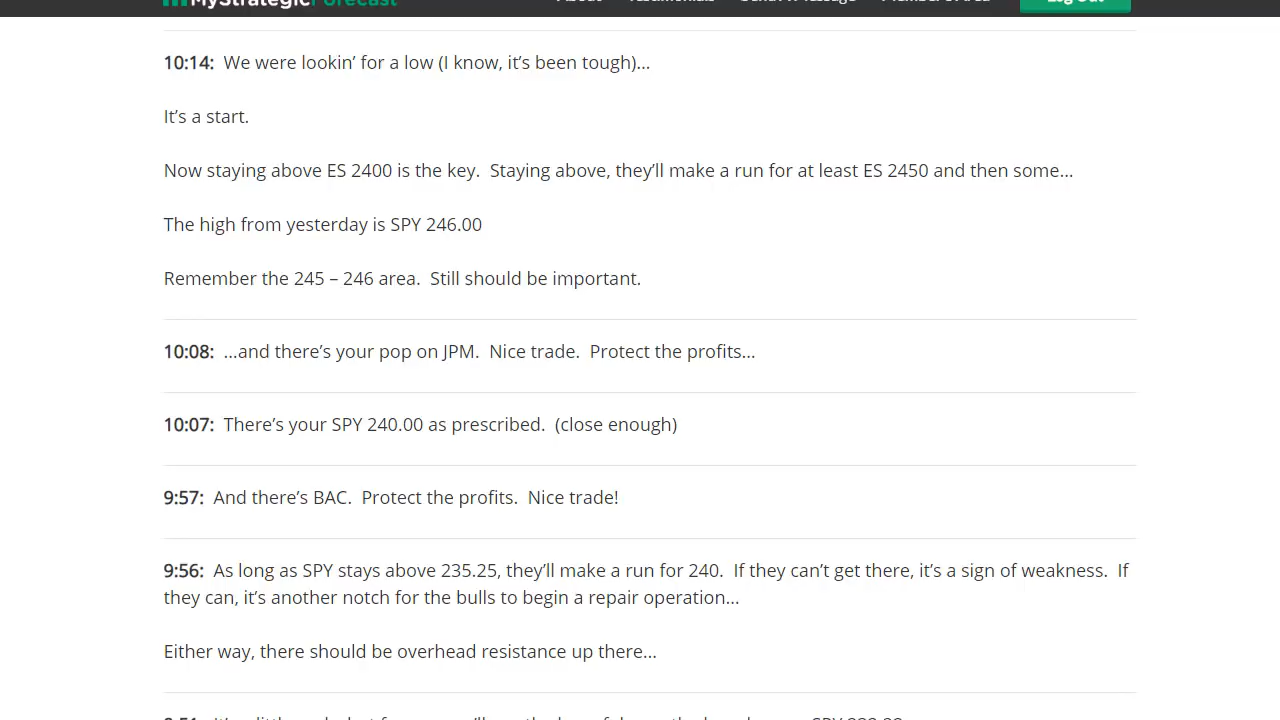 MyStrategicForecast
Log Out
10:14: We were lookin’ for a low (I know, it’s been tough)…
It’s a start.
Now staying above ES 2400 is the key. Staying above, they’ll make a run for at least ES 2450 and then some…
The high from yesterday is SPY 246.00
Remember the 245 – 246 area. Still should be important.
10:08: …and there’s your pop on JPM. Nice trade. Protect the profits…
10:07: There’s your SPY 240.00 as prescribed. (close enough)
9:57: And there’s BAC. Protect the profits. Nice trade!
9:56: As long as SPY stays above 235.25, they’ll make a run for 240. If they can’t get there, it’s a sign of weakness. If
they can, it’s another notch for the bulls to begin a repair operation…
Either way, there should be overhead resistance up there…